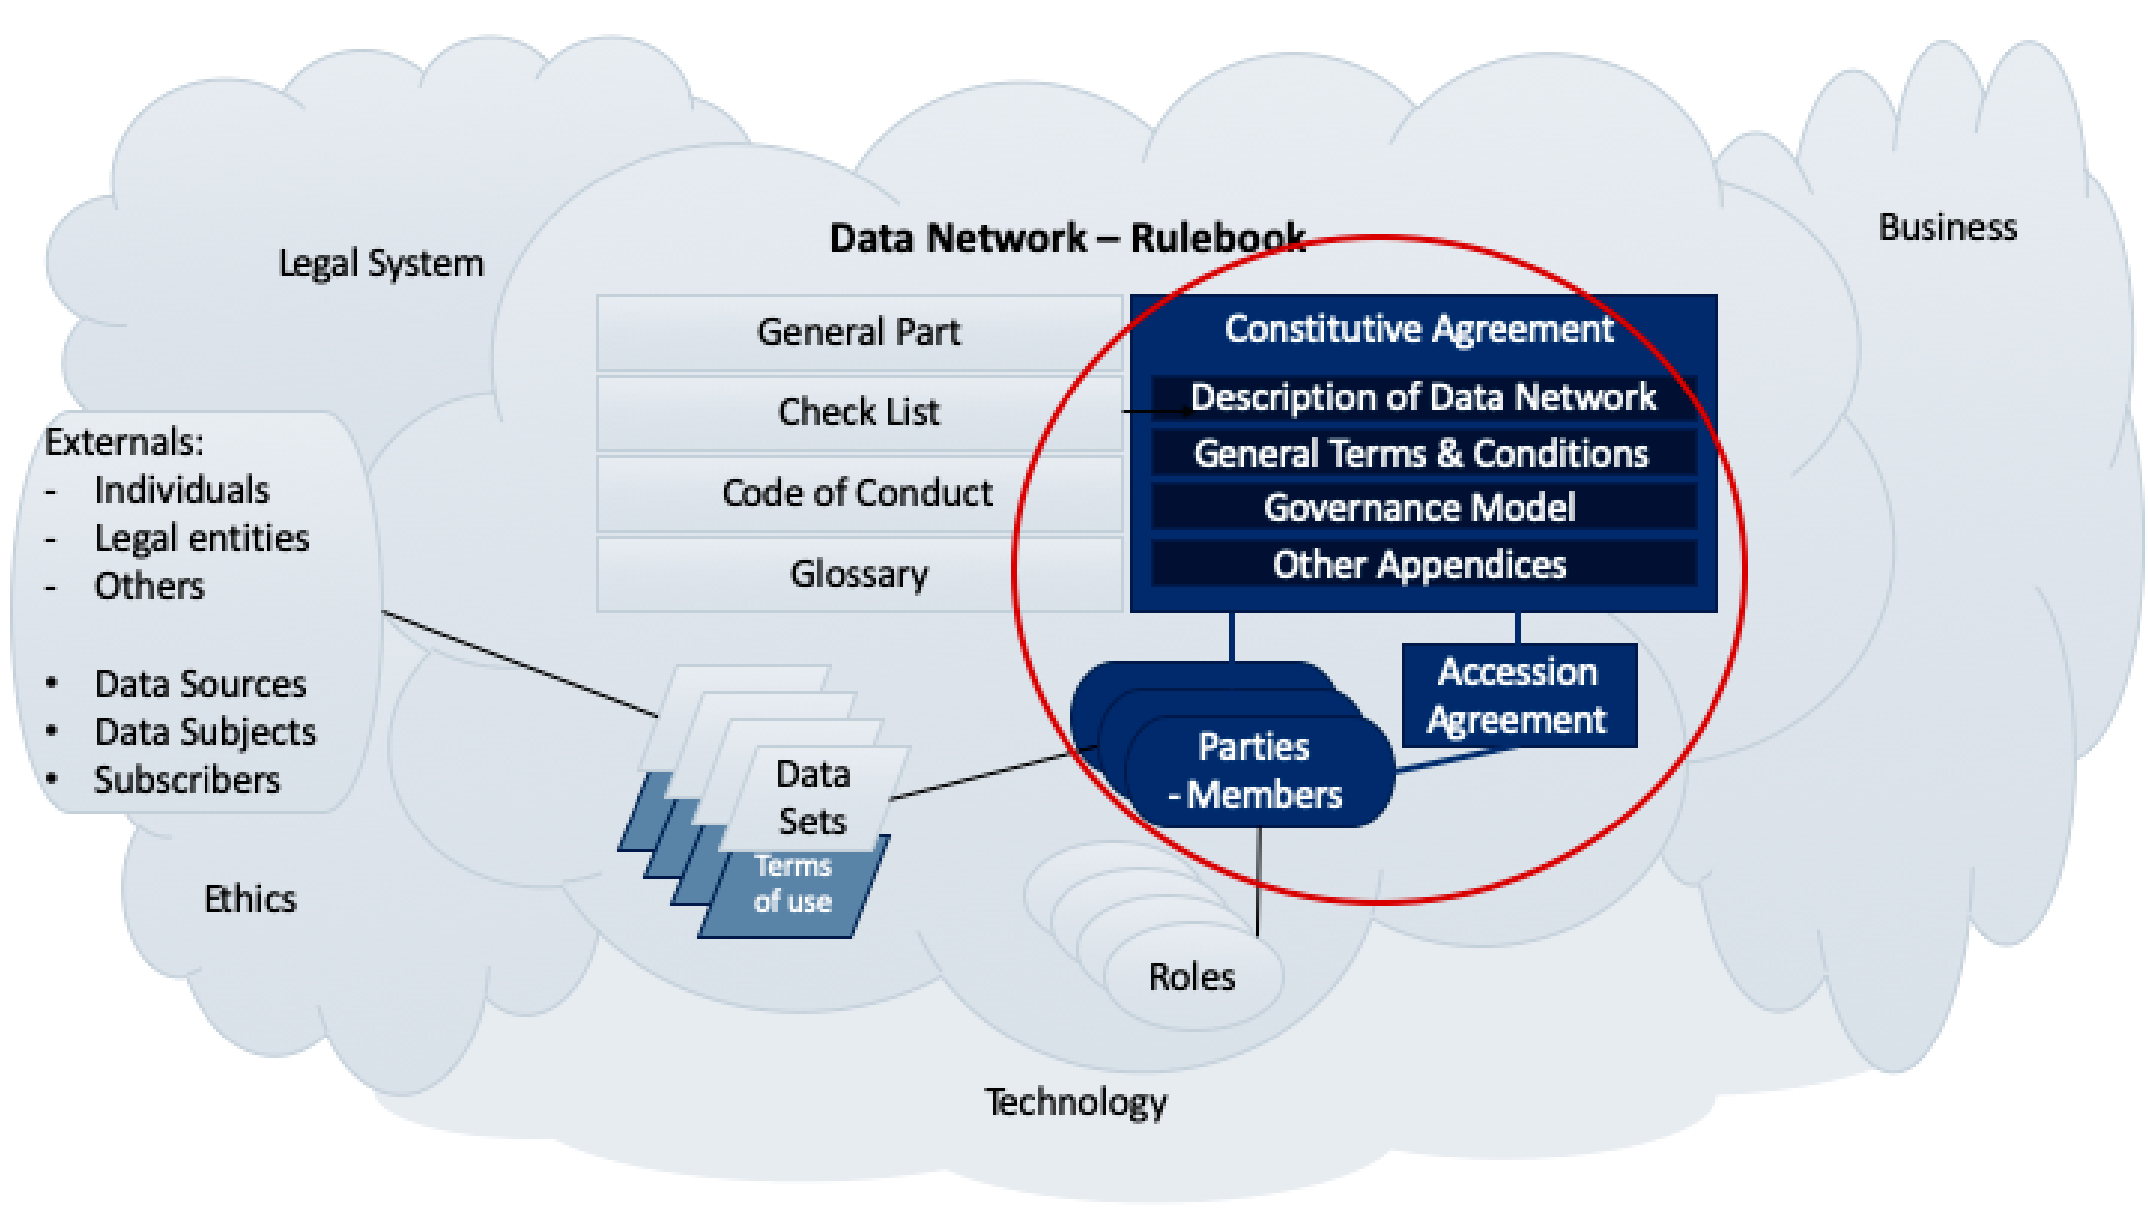 Data Network – Rulebook
Legal System
Business
General Part
Check List
Code of Conduct
Glossary
Constitutive Agreement
Description of Data Network
General Terms & Conditions
Governance Model
Other Appendices
Externals:
- Individuals
- Legal entities
- Others
• Data Sources
• Data Subjects
• Subscribers
Accession
Agreement
Parties
- Members
Data
Sets
Terms
of use
Roles
Ethics
Technology